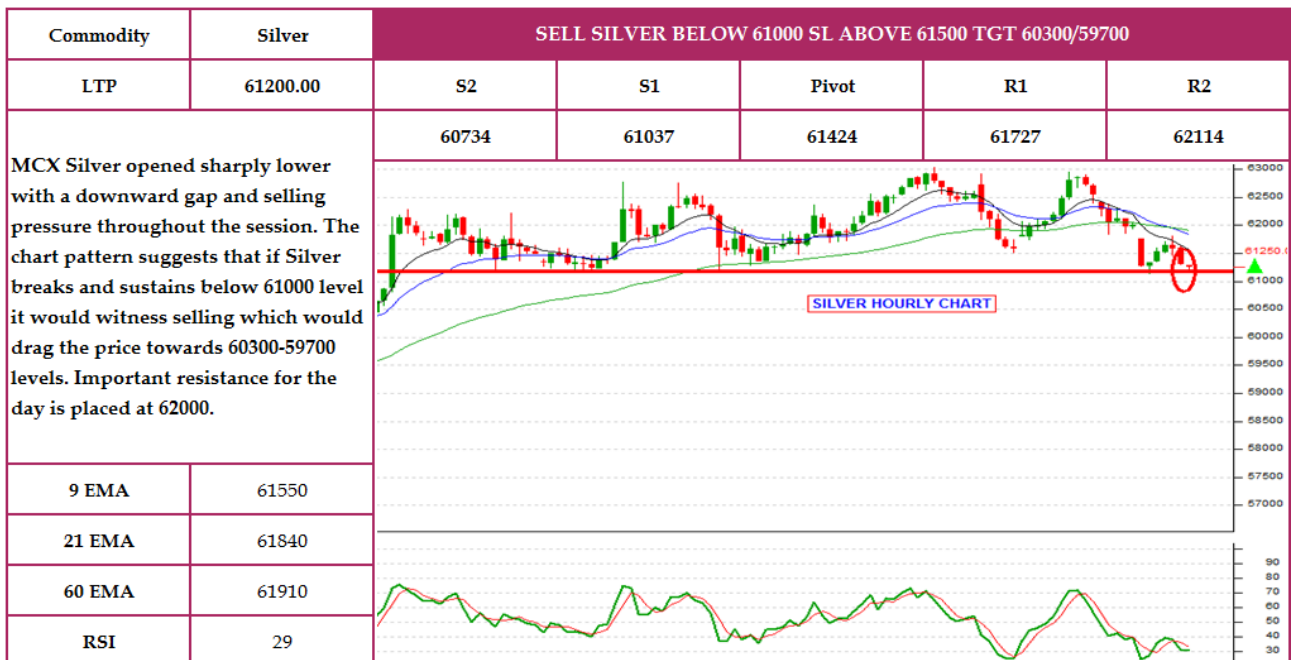 Commodity Silver SELL SILVER BELOW 61000 SL ABOVE 61500 TGT 60300/59700
LTP 61200.00 S2 S1 Pivot R1 R2
60734 61037 61424 61727 62114
MCX Silver opened sharply lower
with a downward gap and selling
pressure throughout the session. The
chart pattern suggests that if Silver
breaks and sustains below 61000 level
it would witness selling which would
drag the price towards 60300-59700
levels. Important resistance for the
day is placed at 62000.
63000
62500
62000
61500
61250.0
61000
60500
60000
59500
59000
58500
58000
57500
57000
SILVER HOURLY CHART
9 EMA 61550
21 EMA 61840
60 EMA 61910
RSI 29
90
80
70
60
50
40
30